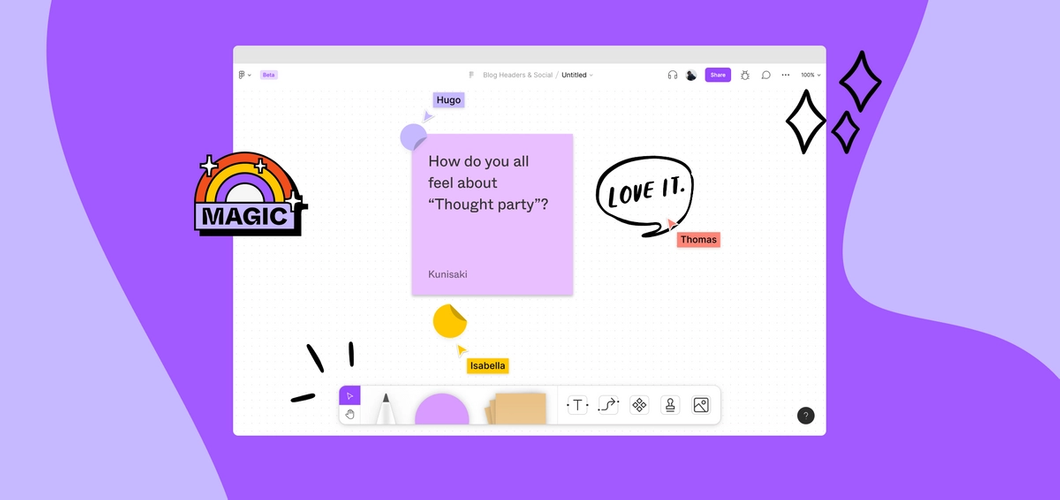 Beta
Blog Headers & Social / Untitled
Share
100%
Hugo
How do you all
feel about
“Thought party”?
Kunisaki
LOVE IT.
Thomas
MAGIC
Isabella
T
?